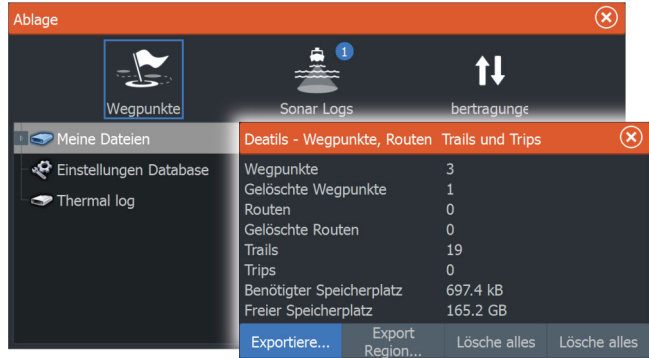 Ablage
1
Wegpunkte
Sonar Logs
bertragunge
Meine Dateien
Einstellungen Database
Thermal log
Deatils - Wegpunkte, Routen Trails und Trips
Wegpunkte 3
Gelöschte Wegpunkte 1
Routen 0
Gelöschte Routen 0
Trails 19
Trips 0
Benötigter Speicherplatz 697.4 kB
Freier Speicherplatz 165.2 GB
Exportiere...
Export
Region...
Lösche alles
Lösche alles